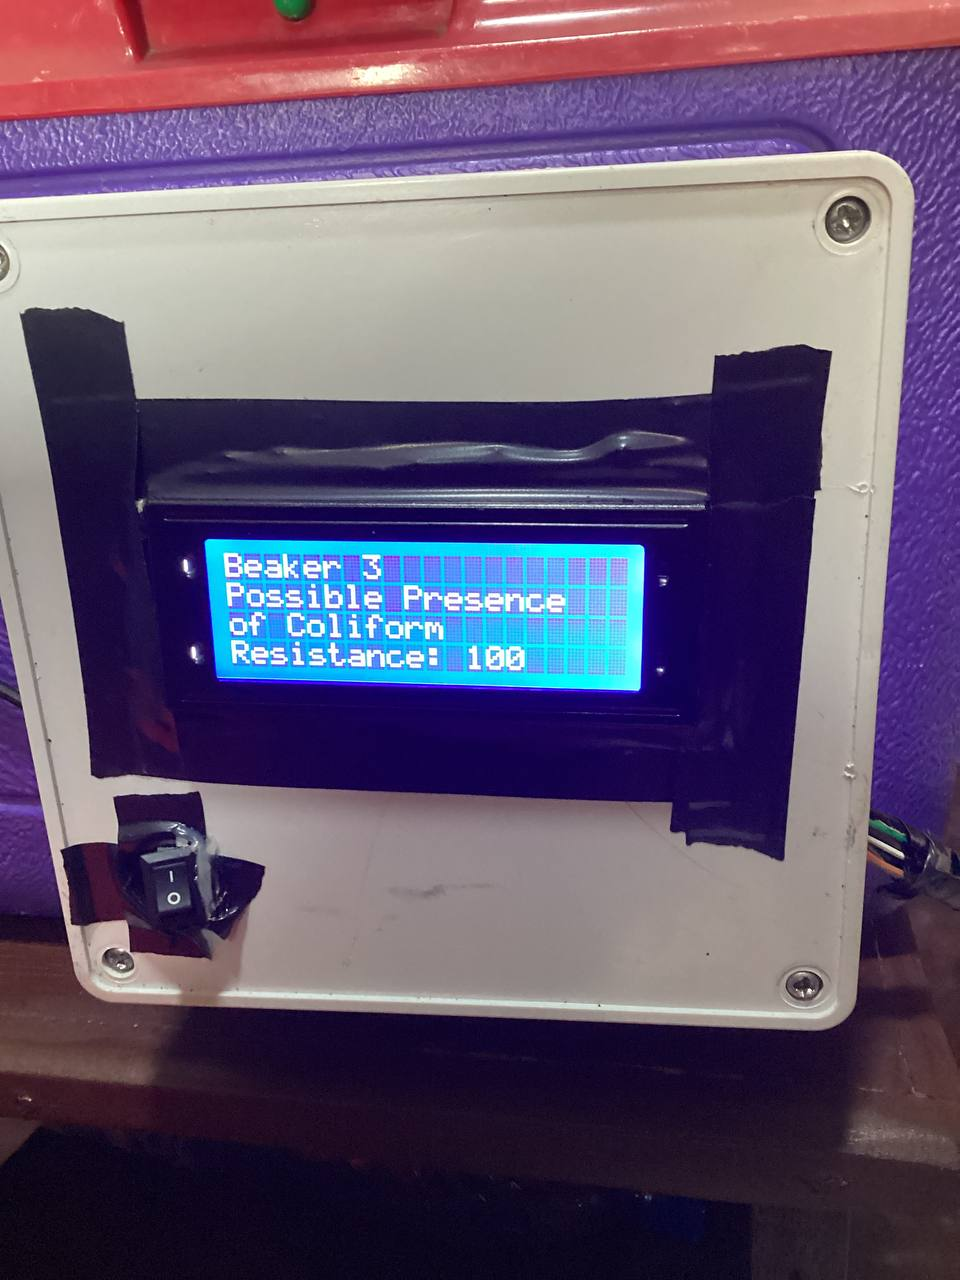 Beaker 3
Possible Presence
of Coliform
Resistance: 100
I
O